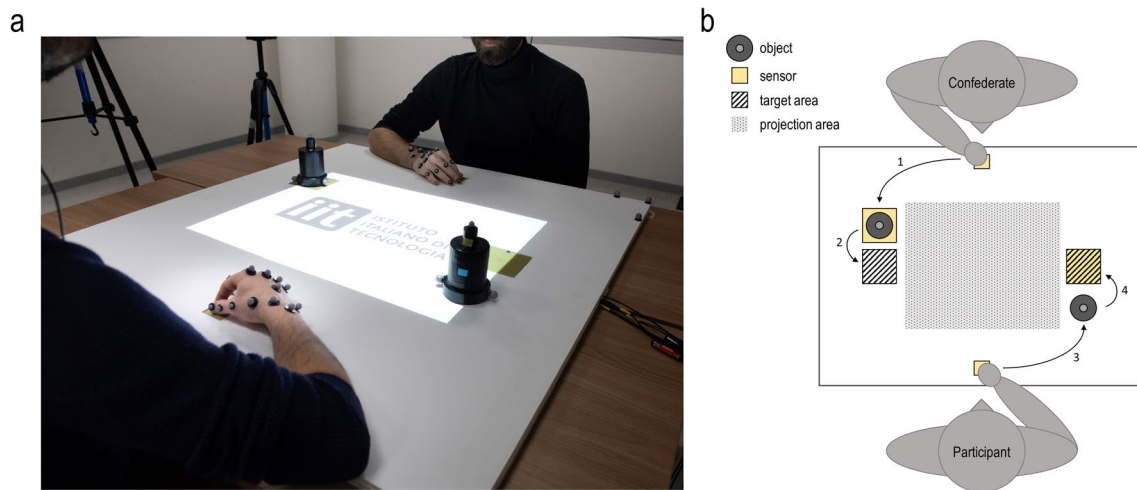 a
iit
ISTITUTO
ITALIANO DI
TECNOLOGIA
b
object
sensor
target area
projection area
Confederate
1
2
4
3
Participant